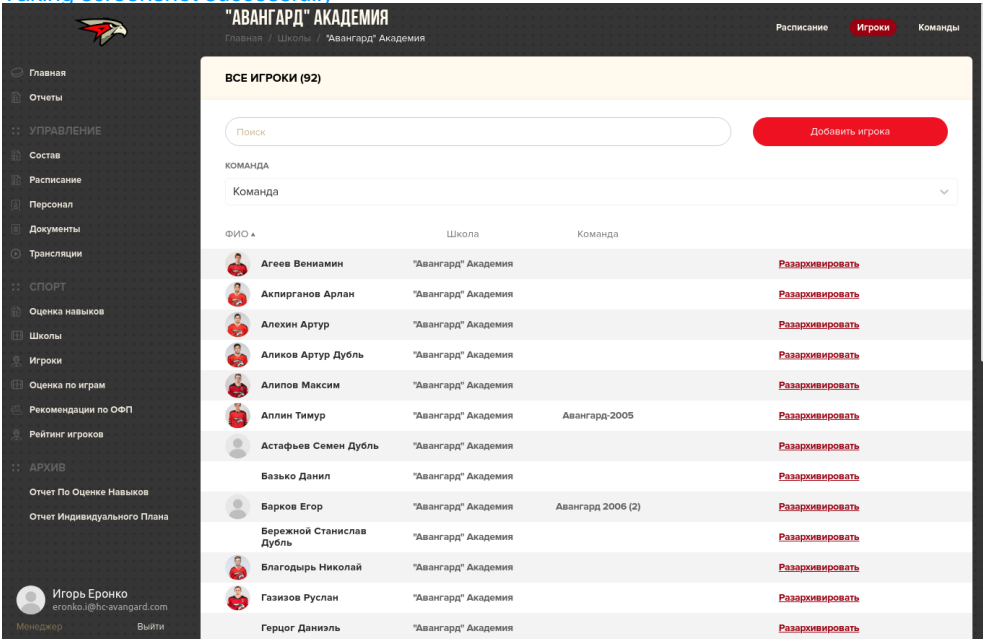 "АВАНГАРД" АКАДЕМИЯ
Главная / Школы / "Авангард" Академия
Расписание Игроки Команды
Главная
Отчеты
УПРАВЛЕНИЕ
Состав
Расписание
Персонал
Документы
Трансляции
СПОРТ
Оценка навыков
Школы
Игроки
Оценка по играм
Рекомендации по ОФП
Рейтинг игроков
АРХИВ
Отчет По Оценке Навыков
Отчет Индивидуального Плана
Игорь Еронко
eronko.i@hc-avangard.com
Менеджер Выйти
ВСЕ ИГРОКИ (92)
Поиск Добавить игрока
КОМАНДА
Команда
ФИО Школа Команда
Агеев Вениамин "Авангард" Академия Разархивировать
Акпирганов Арлан "Авангард" Академия Разархивировать
Алехин Артур "Авангард" Академия Разархивировать
Аликов Артур Дубль "Авангард" Академия Разархивировать
Алипов Максим "Авангард" Академия Разархивировать
Аплин Тимур "Авангард" Академия Авангард-2005 Разархивировать
Астафьев Семен Дубль "Авангард" Академия Разархивировать
Базько Данил "Авангард" Академия Разархивировать
Барков Егор "Авангард" Академия Авангард 2006 (2) Разархивировать
Бережной Станислав
Дубль "Авангард" Академия Разархивировать
Благодырь Николай "Авангард" Академия Разархивировать
Газизов Руслан "Авангард" Академия Разархивировать
Герцог Даниэль "Авангард" Академия Разархивировать